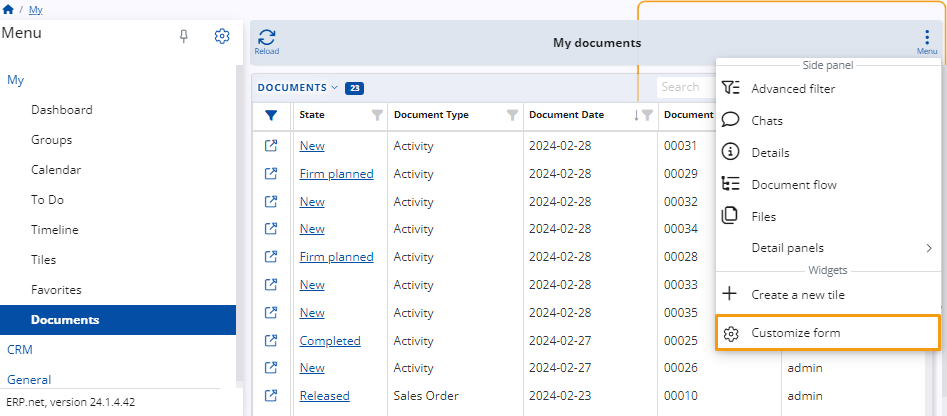 My
Menu
My
Dashboard
Groups
Calendar
To Do
Timeline
Tiles
Favorites
Documents
CRM
General
ERP.net, version 24.1.4.42
Reload
My documents
Menu
DOCUMENTS 23
Search
State Document Type Document Date Document
New Activity 2024-02-28 00031
Firm planned Activity 2024-02-28 00029
New Activity 2024-02-28 00032
New Activity 2024-02-28 00034
Firm planned Activity 2024-02-28 00028
New Activity 2024-02-28 00033
New Activity 2024-02-28 00035
Completed Activity 2024-02-27 00025
New Activity 2024-02-27 00026 admin
Released Sales Order 2024-02-23 00010 admin
Side panel
Advanced filter
Chats
Details
Document flow
Files
Detail panels
Widgets
Create a new tile
Customize form